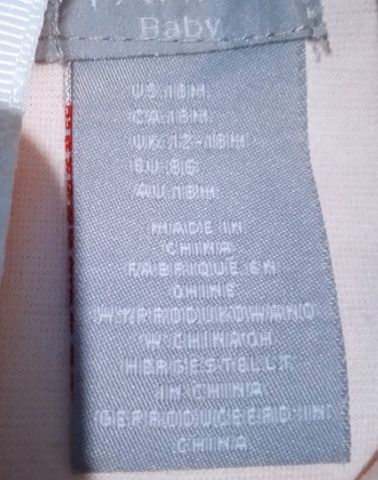 Baby
US:18M
CA:18M
UK:12-18M
EU:86
AU:18M
MADE IN
CHINA
FABRIQUÉ EN
CHINE
WYPRODUKOWANO
W CHINACH
HERGESTELLT
IN CHINA
GEPRODUCEERD IN
CHINA